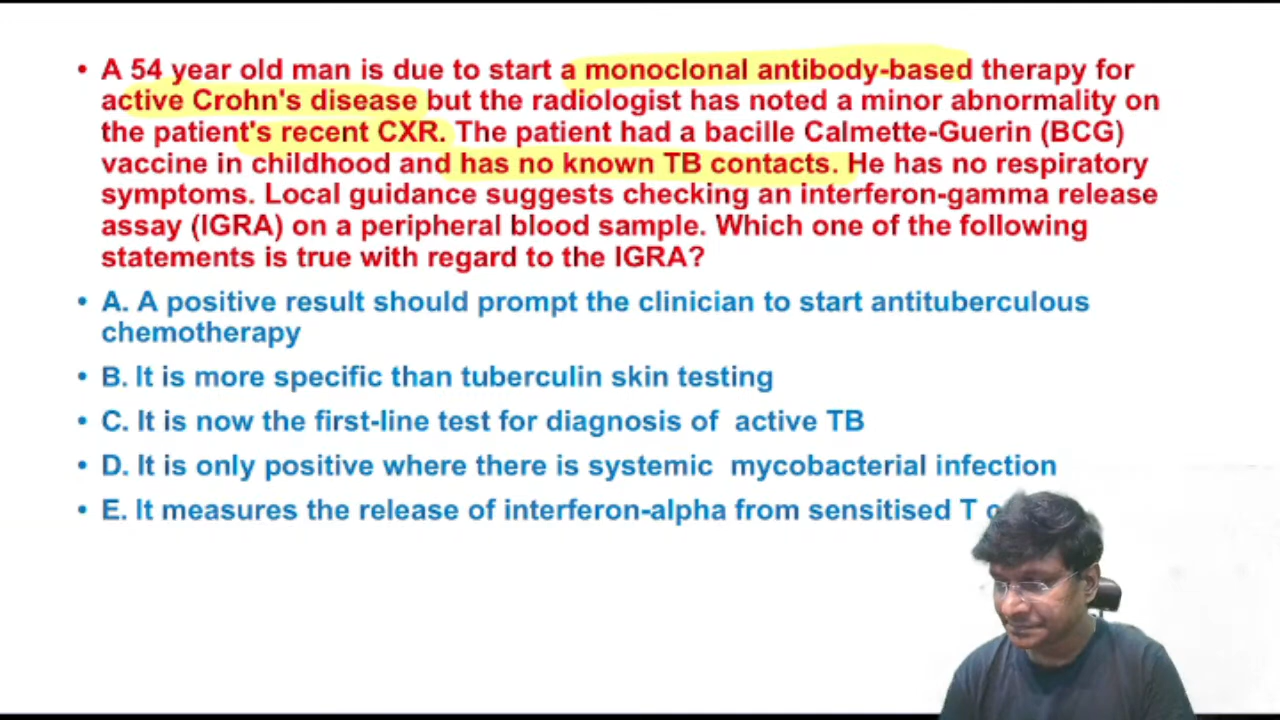 • A 54 year old man is due to start a monoclonal antibody-based therapy for
active Crohn's disease but the radiologist has noted a minor abnormality on
the patient's recent CXR. The patient had a bacille Calmette-Guerin (BCG)
vaccine in childhood and has no known TB contacts. He has no respiratory
symptoms. Local guidance suggests checking an interferon-gamma release
assay (IGRA) on a peripheral blood sample. Which one of the following
statements is true with regard to the IGRA?
• A. A positive result should prompt the clinician to start antituberculous
chemotherapy
• B. It is more specific than tuberculin skin testing
• C. It is now the first-line test for diagnosis of active TB
• D. It is only positive where there is systemic mycobacterial infection
• E. It measures the release of interferon-alpha from sensitised T